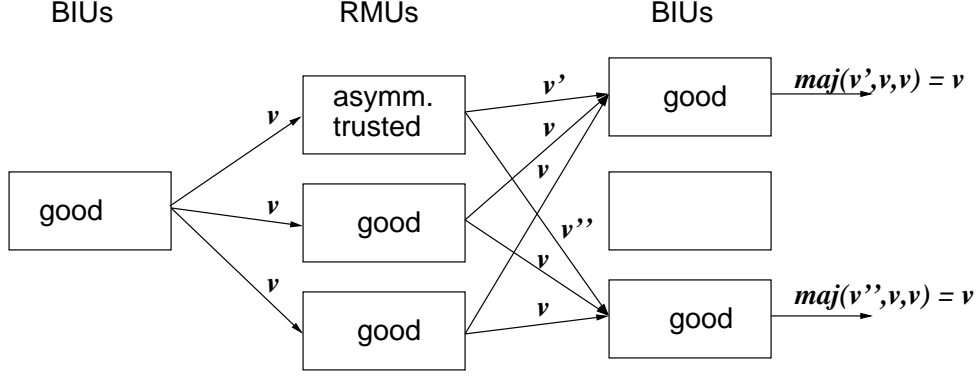 BIUs RMUs BIUs
asymm.
trusted
good
good
good
good
good
v
v
v
v'
v
v
v''
v
v
maj(v',v,v) = v
maj(v'',v,v) = v